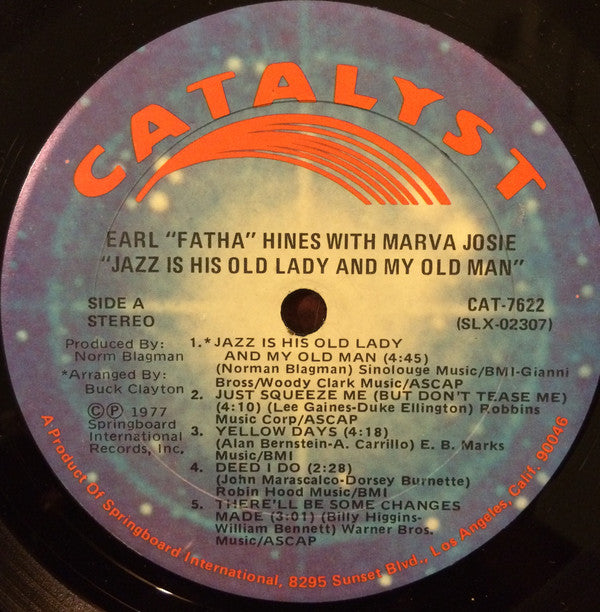 CATALYST
EARL "FATHA" HINES WITH MARVA JOSIE
"JAZZ IS HIS OLD LADY AND MY OLD MAN"
SIDE A
STEREO
CAT-7622
(SLX-02307)
Produced By:
Norm Blagman
*Arranged By:
Buck Clayton
© ℗ 1977
Springboard
International
Records, Inc.
1.*JAZZ IS HIS OLD LADY
AND MY OLD MAN (4:45)
(Norman Blagman) Sinolouge Music/BMI-Gianni
Bross/Woody Clark Music/ASCAP
2. JUST SQUEEZE ME (BUT DON'T TEASE ME)
(4:10) (Lee Gaines-Duke Ellington) Robbins
Music Corp/ASCAP
3. YELLOW DAYS (4:18)
(Alan Bernstein-A. Carrillo) E. B. Marks
Music/BMI
4. DEED I DO (2:28)
(John Marascalco-Dorsey Burnette)
Robin Hood Music/BMI
5. THERE'LL BE SOME CHANGES
MADE (3:01) (Billy Higgins-
William Bennett) Warner Bros.
Music/ASCAP
A Product Of Springboard International, 8295 Sunset Blvd., Los Angeles, Calif. 90046